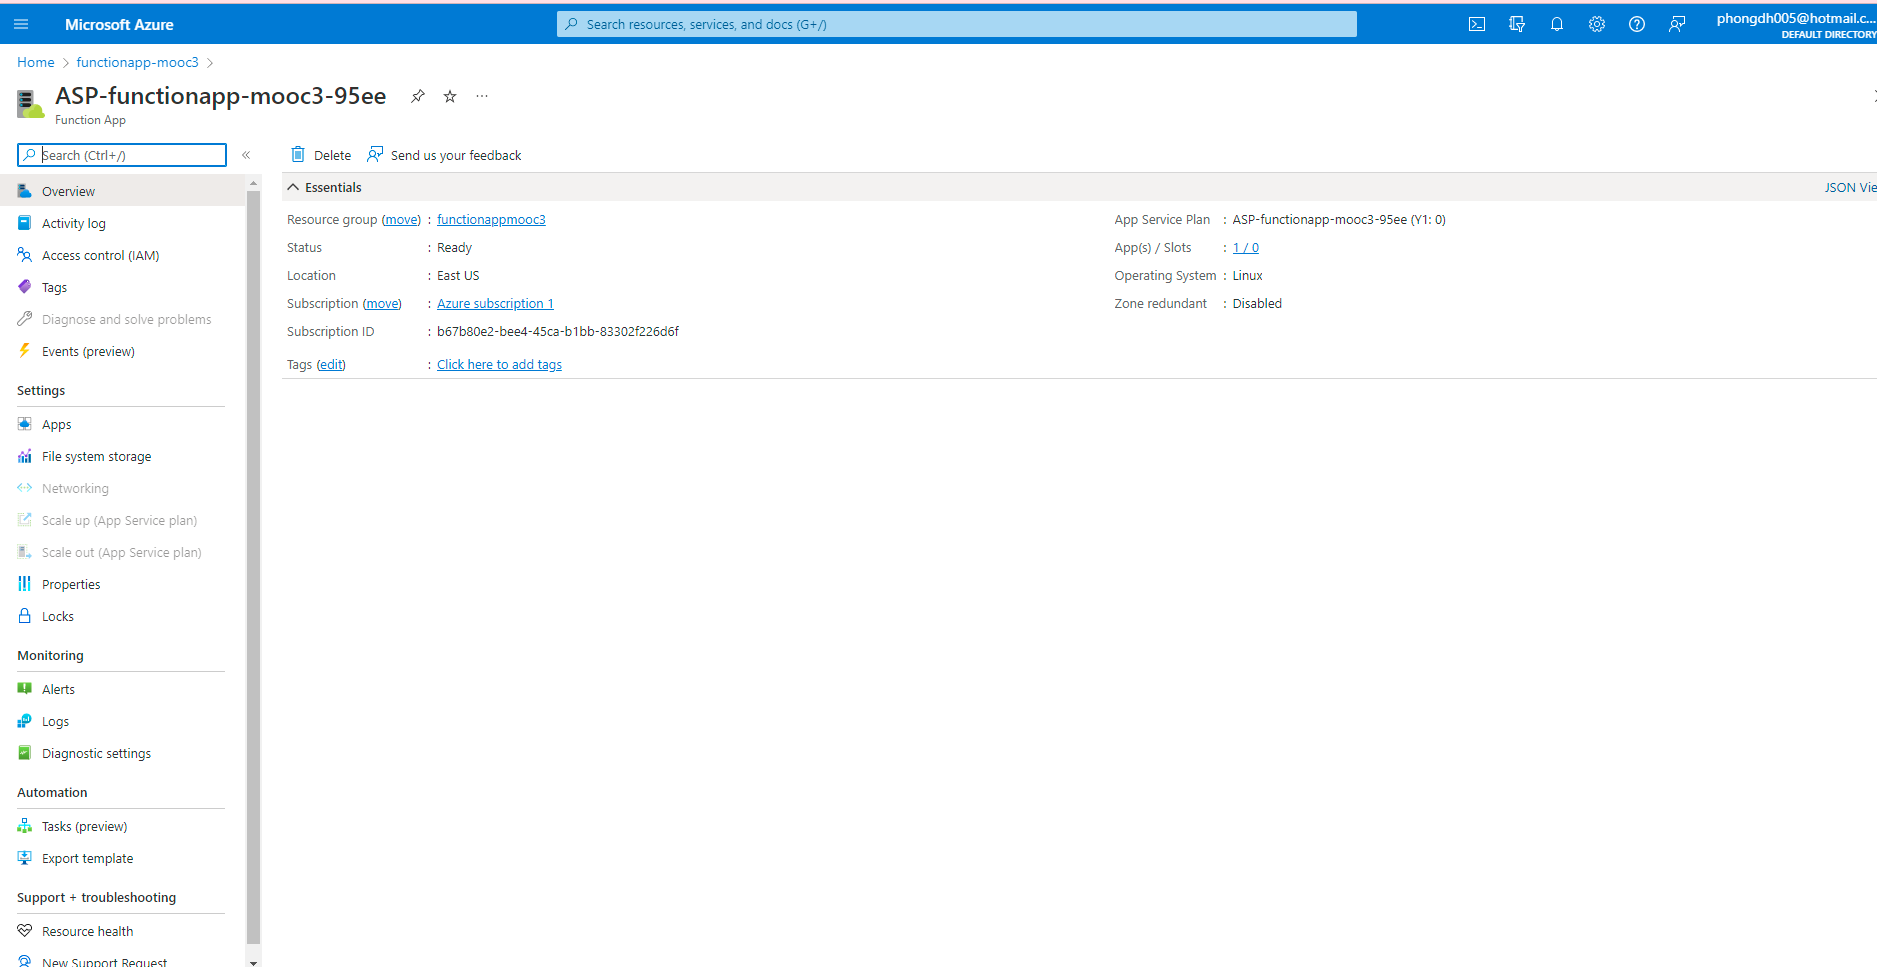 Microsoft Azure
Search resources, services, and docs (G+/)
phongdh005@hotmail.c...
DEFAULT DIRECTORY
Home > functionapp-mooc3 >
ASP-functionapp-mooc3-95ee
Function App
Search (Ctrl+/)
Overview
Activity log
Access control (IAM)
Tags
Diagnose and solve problems
Events (preview)
Settings
Apps
File system storage
Networking
Scale up (App Service plan)
Scale out (App Service plan)
Properties
Locks
Monitoring
Alerts
Logs
Diagnostic settings
Automation
Tasks (preview)
Export template
Support + troubleshooting
Resource health
New Support Request
Delete Send us your feedback
Essentials
JSON Vie
Resource group (move) : functionappmooc3
Status : Ready
Location : East US
Subscription (move) : Azure subscription 1
Subscription ID : b67b80e2-bee4-45ca-b1bb-83302f226d6f
Tags (edit) : Click here to add tags
App Service Plan : ASP-functionapp-mooc3-95ee (Y1: 0)
App(s) / Slots : 1 / 0
Operating System : Linux
Zone redundant : Disabled